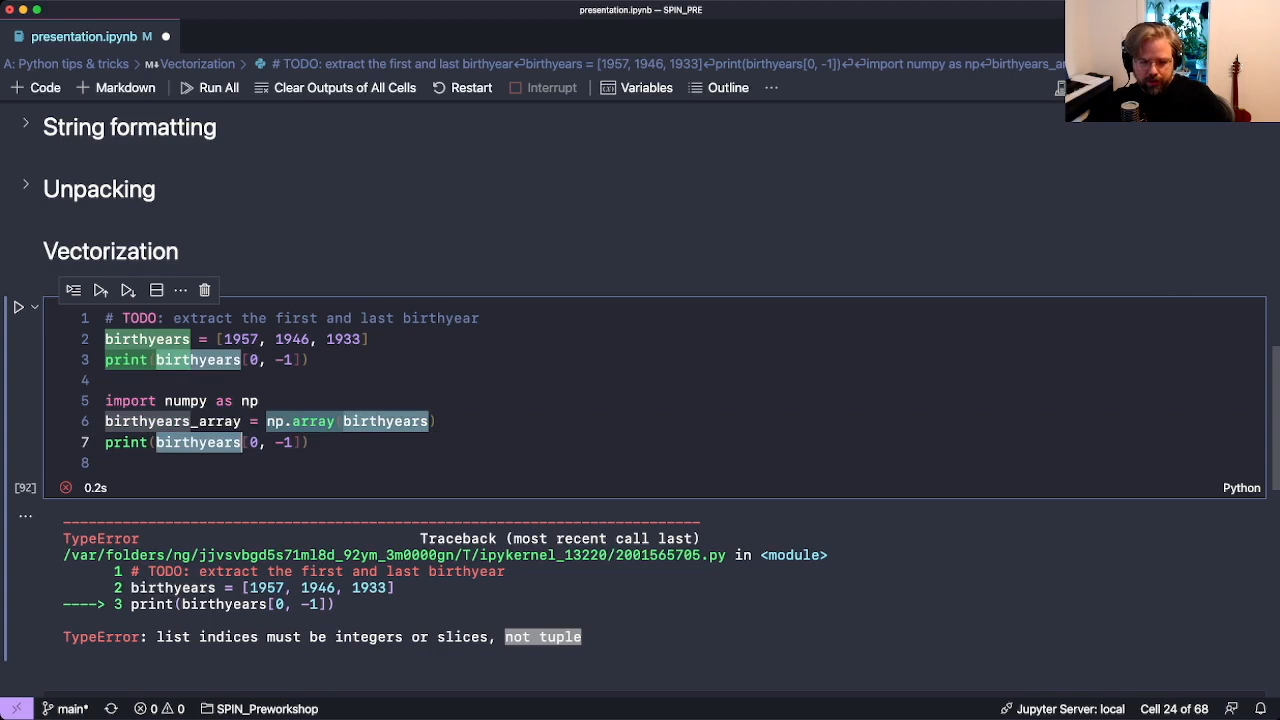 presentation.ipynb — SPIN_PRE
presentation.ipynb M
A: Python tips & tricks > M↓Vectorization > # TODO: extract the first and last birthyear↵birthyears = [1957, 1946, 1933]↵print(birthyears[0, -1])↵↵import numpy as np↵birthyears_ar
+ Code + Markdown Run All Clear Outputs of All Cells Restart Interrupt Variables Outline ...
String formatting
Unpacking
Vectorization
1 # TODO: extract the first and last birthyear
2 birthyears = [1957, 1946, 1933]
3 print(birthyears[0, -1])
4
5 import numpy as np
6 birthyears_array = np.array(birthyears)
7 print(birthyears[0, -1])
8
[92] 0.2s Python
...
---------------------------------------------------------------------------
TypeError Traceback (most recent call last)
/var/folders/ng/jjvsvbgd5s71ml8d_92ym_3m0000gn/T/ipykernel_13220/2001565705.py in <module>
1 # TODO: extract the first and last birthyear
2 birthyears = [1957, 1946, 1933]
----> 3 print(birthyears[0, -1])
TypeError: list indices must be integers or slices, not tuple
main* 0 0 SPIN_Preworkshop Jupyter Server: local Cell 24 of 68